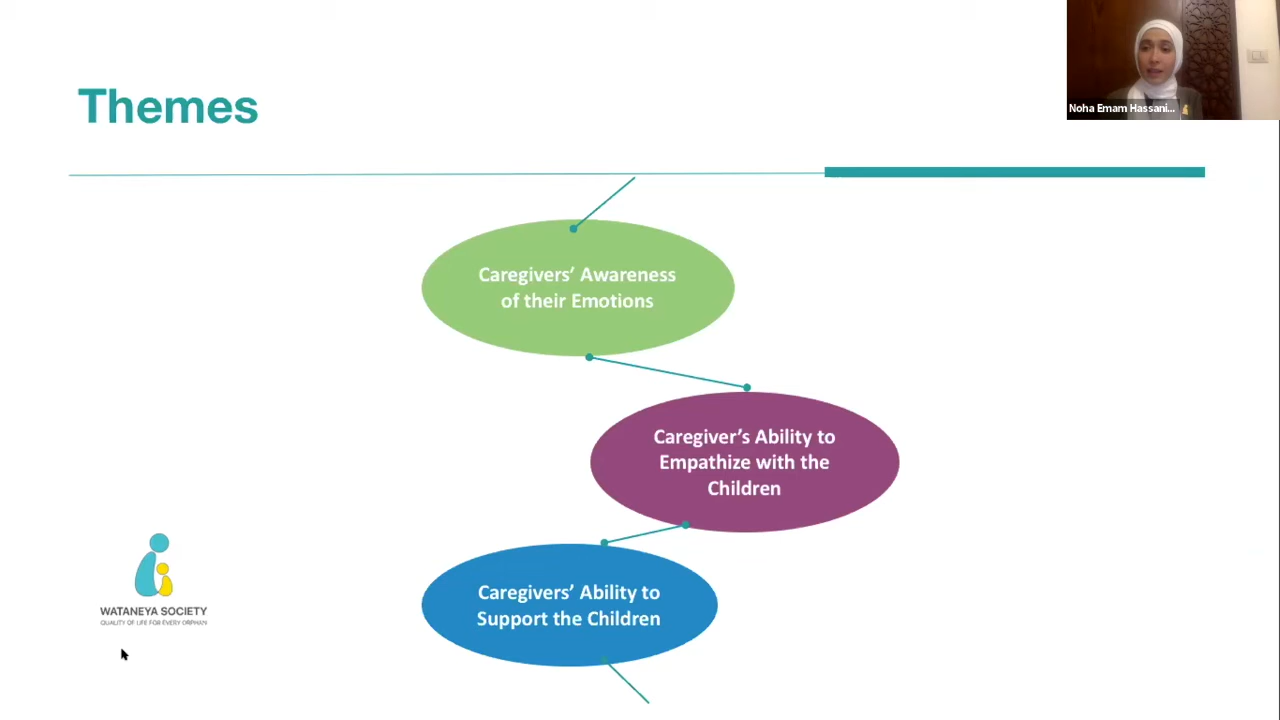 Themes
Noha Emam Hassani...
Caregivers’ Awareness
of their Emotions
Caregiver’s Ability to
Empathize with the
Children
Caregivers’ Ability to
Support the Children
WATANEYA SOCIETY
QUALITY OF LIFE FOR EVERY ORPHAN